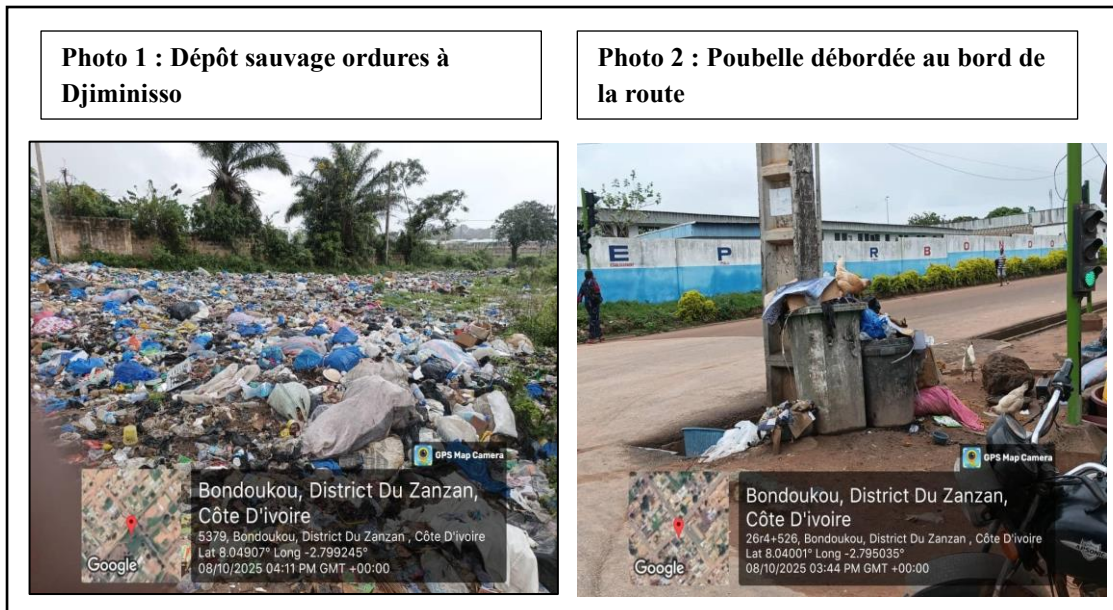 Photo 1 : Dépôt sauvage ordures à
Djiminisso
Photo 2 : Poubelle débordée au bord de
la route
GPS Map Camera
Bondoukou, District Du Zanzan,
Côte D'ivoire
5379, Bondoukou, District Du Zanzan , Côte D'ivoire
Lat 8.04907° Long -2.799245°
08/10/2025 04:11 PM GMT +00:00
Google
E P R B O N D O
GPS Map Camera
Bondoukou, District Du Zanzan,
Côte D'ivoire
26r4+526, Bondoukou, District Du Zanzan , Côte D'ivoire
Lat 8.04001° Long -2.795035°
08/10/2025 03:44 PM GMT +00:00
Google